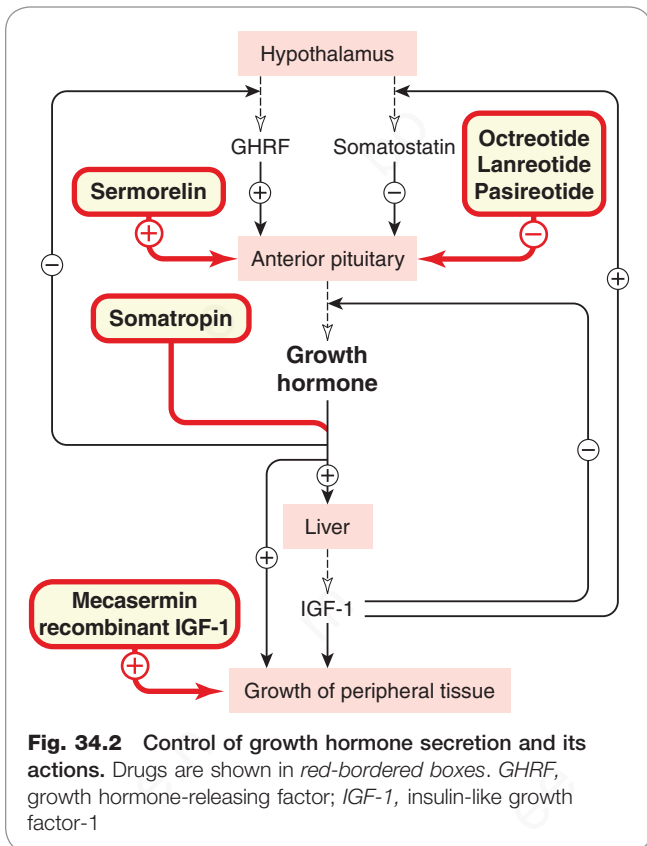 Hypothalamus
GHRF
Somatostatin
Octreotide
Lanreotide
Pasireotide
Sermorelin
+
−
+
−
−
+
Anterior pituitary
Somatropin
Growth
hormone
−
+
+
Liver
IGF-1
Mecasermin
recombinant IGF-1
+
Growth of peripheral tissue
Fig. 34.2 Control of growth hormone secretion and its
actions. Drugs are shown in red-bordered boxes. GHRF,
growth hormone-releasing factor; IGF-1, insulin-like growth
factor-1